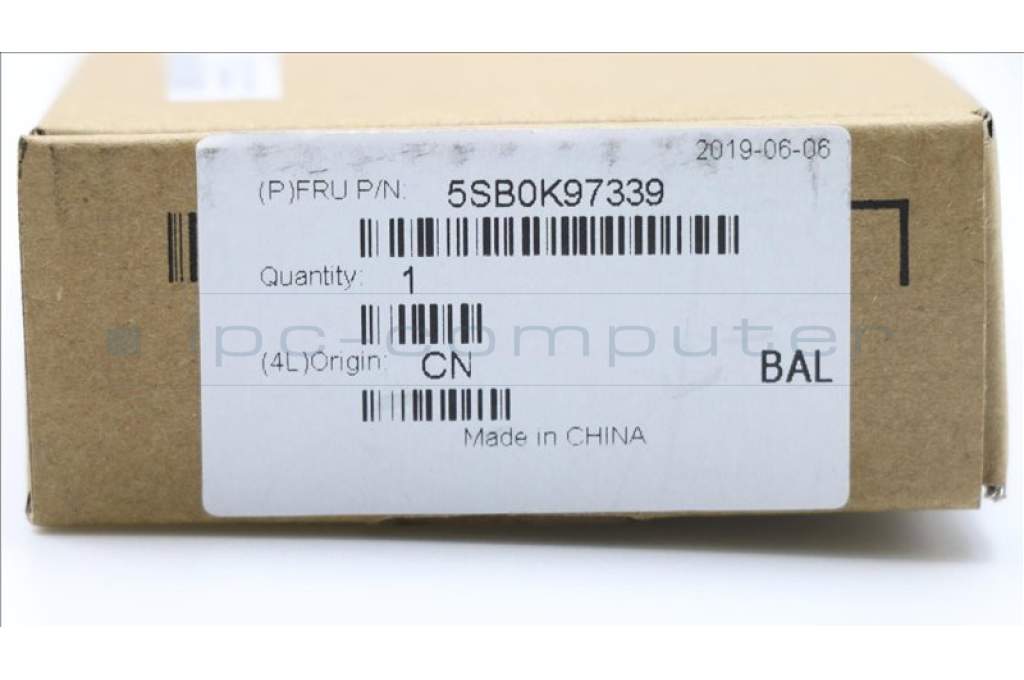 2019-06-06
(P)FRU P/N: 5SB0K97339
Quantity: 1
ipc-computer
(4L)Origin: CN
BAL
Made in CHINA